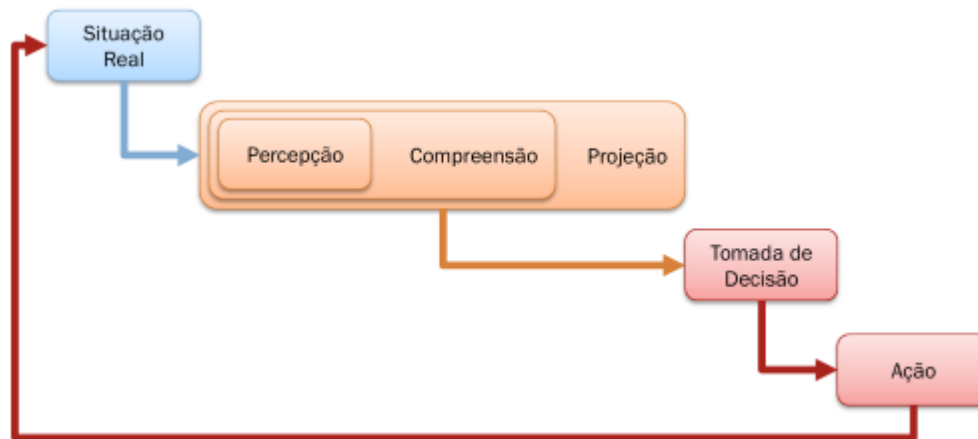 Situação
Real
Percepção
Compreensão
Projeção
Tomada de
Decisão
Ação